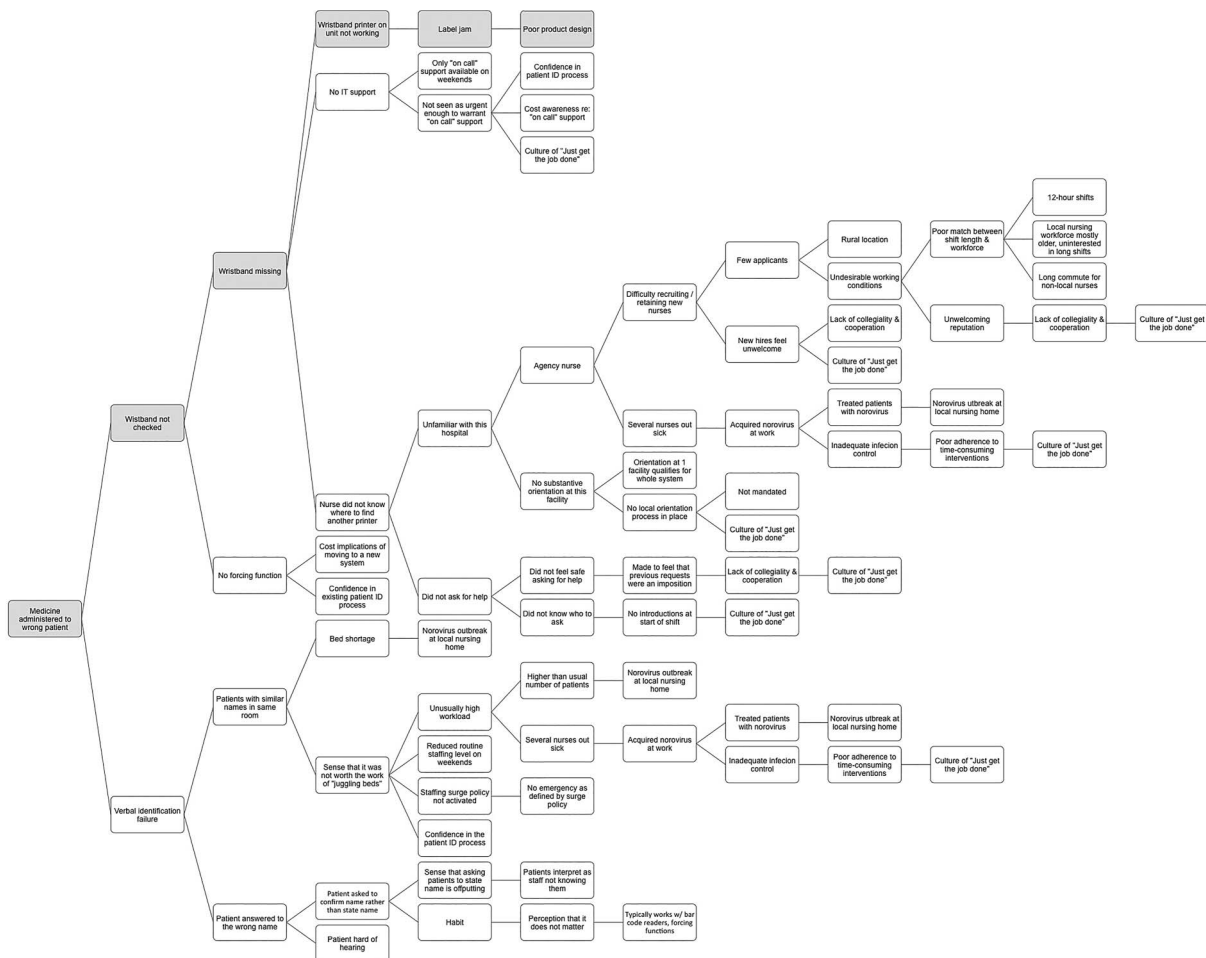 Wristband printer on
unit not working
Label jam
Poor product design
No IT support
Only "on call"
support available on
weekends
Not seen as urgent
enough to warrant
"on call" support
Confidence in
patient ID process
Cost awareness re:
"on call" support
Culture of "Just get
the job done"
Wristband missing
Wistband not
checked
Medicine
administered to
wrong patient
No forcing function
Cost implications of
moving to a new
system
Confidence in
existing patient ID
process
Nurse did not know
where to find
another printer
Unfamiliar with this
hospital
Agency nurse
Difficulty recruiting /
retaining new
nurses
Few applicants
Rural location
Undesirable working
conditions
Poor match between
shift length &
workforce
12-hour shifts
Local nursing
workforce mostly
older, uninterested
in long shifts
Long commute for
non-local nurses
Unwelcoming
reputation
Lack of collegiality &
cooperation
Culture of "Just get
the job done"
New hires feel
unwelcome
Lack of collegiality &
cooperation
Culture of "Just get
the job done"
Several nurses out
sick
Acquired norovirus
at work
Treated patients
with norovirus
Norovirus outbreak
at local nursing home
Inadequate infecion
control
Poor adherence to
time-consuming
interventions
Culture of "Just get
the job done"
No substantive
orientation at this
facility
Orientation at 1
facility qualifies for
whole system
No local orientation
process in place
Not mandated
Culture of "Just get
the job done"
Did not ask for help
Did not feel safe
asking for help
Made to feel that
previous requests
were an imposition
Lack of collegiality &
cooperation
Culture of "Just get
the job done"
Did not know who to
ask
No introductions at
start of shift
Culture of "Just get
the job done"
Verbal identification
failure
Patients with similar
names in same
room
Bed shortage
Norovirus outbreak
at local nursing
home
Sense that it was
not worth the work
of "juggling beds"
Unusually high
workload
Higher than usual
number of patients
Norovirus outbreak
at local nursing
home
Several nurses out
sick
Acquired norovirus
at work
Treated patients
with norovirus
Norovirus utbreak at
local nursing home
Inadequate infecion
control
Poor adherence to
time-consuming
interventions
Culture of "Just get
the job done"
Reduced routine
staffing level on
weekends
Staffing surge policy
not activated
No emergency as
defined by surge
policy
Confidence in the
patient ID process
Patient answered to
the wrong name
Patient asked to
confirm name rather
than state name
Sense that asking
patients to state
name is offputting
Patients interpret as
staff not knowing
them
Habit
Perception that it
does not matter
Typically works w/ bar
code readers, forcing
functions
Patient hard of
hearing